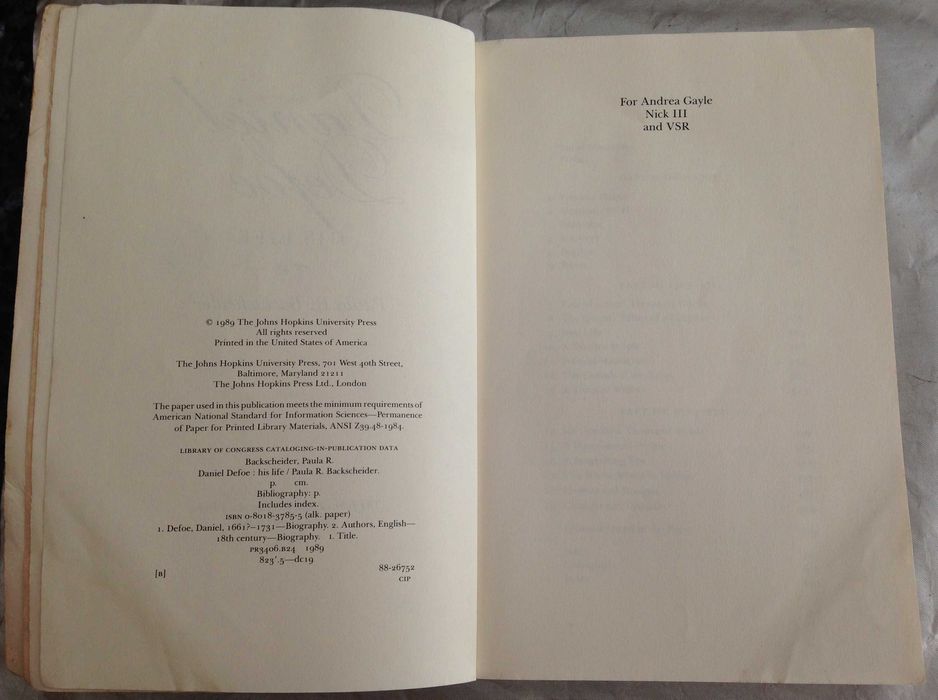 © 1989 The Johns Hopkins University Press
All rights reserved
Printed in the United States of America
The Johns Hopkins University Press, 701 West 40th Street,
Baltimore, Maryland 21211
The Johns Hopkins Press Ltd., London
The paper used in this publication meets the minimum requirements of
American National Standard for Information Sciences—Permanence
of Paper for Printed Library Materials, ANSI Z39.48-1984.
LIBRARY OF CONGRESS CATALOGING-IN-PUBLICATION DATA
Backscheider, Paula R.
Daniel Defoe : his life / Paula R. Backscheider.
p. cm.
Bibliography: p.
Includes index.
ISBN 0-8018-3785-5 (alk. paper)
1. Defoe, Daniel, 1661?–1731—Biography. 2. Authors, English—
18th century—Biography. I. Title.
PR3406.B24 1989
823'.5—dc19
88-26752
[B]
CIP
For Andrea Gayle
Nick III
and VSR